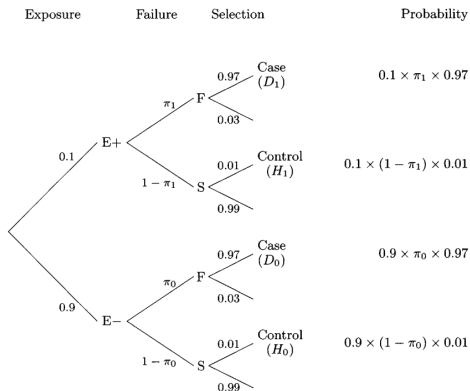 Exposure Failure Selection Probability
0.97 Case
(D₁) 0.1 × π₁ × 0.97
π₁ F
0.03
0.1 E+
0.01 Control
(H₁) 0.1 × (1 − π₁) × 0.01
1 − π₁ S
0.99
0.97 Case
(D₀) 0.9 × π₀ × 0.97
π₀ F
0.03
0.9 E−
0.01 Control
(H₀) 0.9 × (1 − π₀) × 0.01
1 − π₀ S
0.99